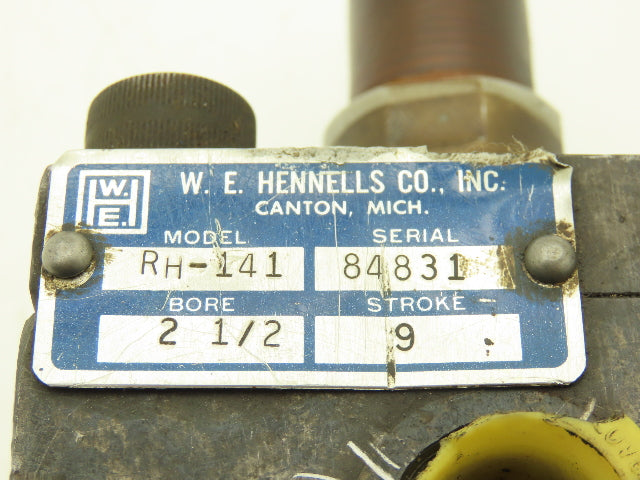 W.
H
E.
W. E. HENNELLS CO., INC.
CANTON, MICH.
MODEL SERIAL
RH-141 84831
BORE STROKE
2 1/2 9